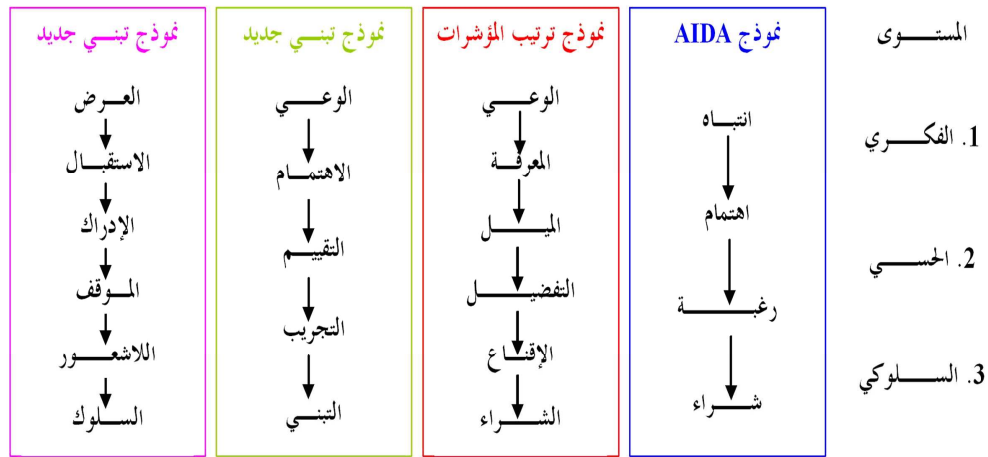 المستوى
1. الفكري
2. الحسي
3. السلوكي
نموذج AIDA
انتباه
اهتمام
رغبة
شراء
نموذج ترتيب المؤشرات
الوعي
المعرفة
الميل
التفضيل
الإقناع
الشراء
نموذج تبني جديد
الوعي
الاهتمام
التقييم
التجريب
التبني
نموذج تبني جديد
العرض
الاستقبال
الإدراك
الموقف
اللاشعور
السلوك